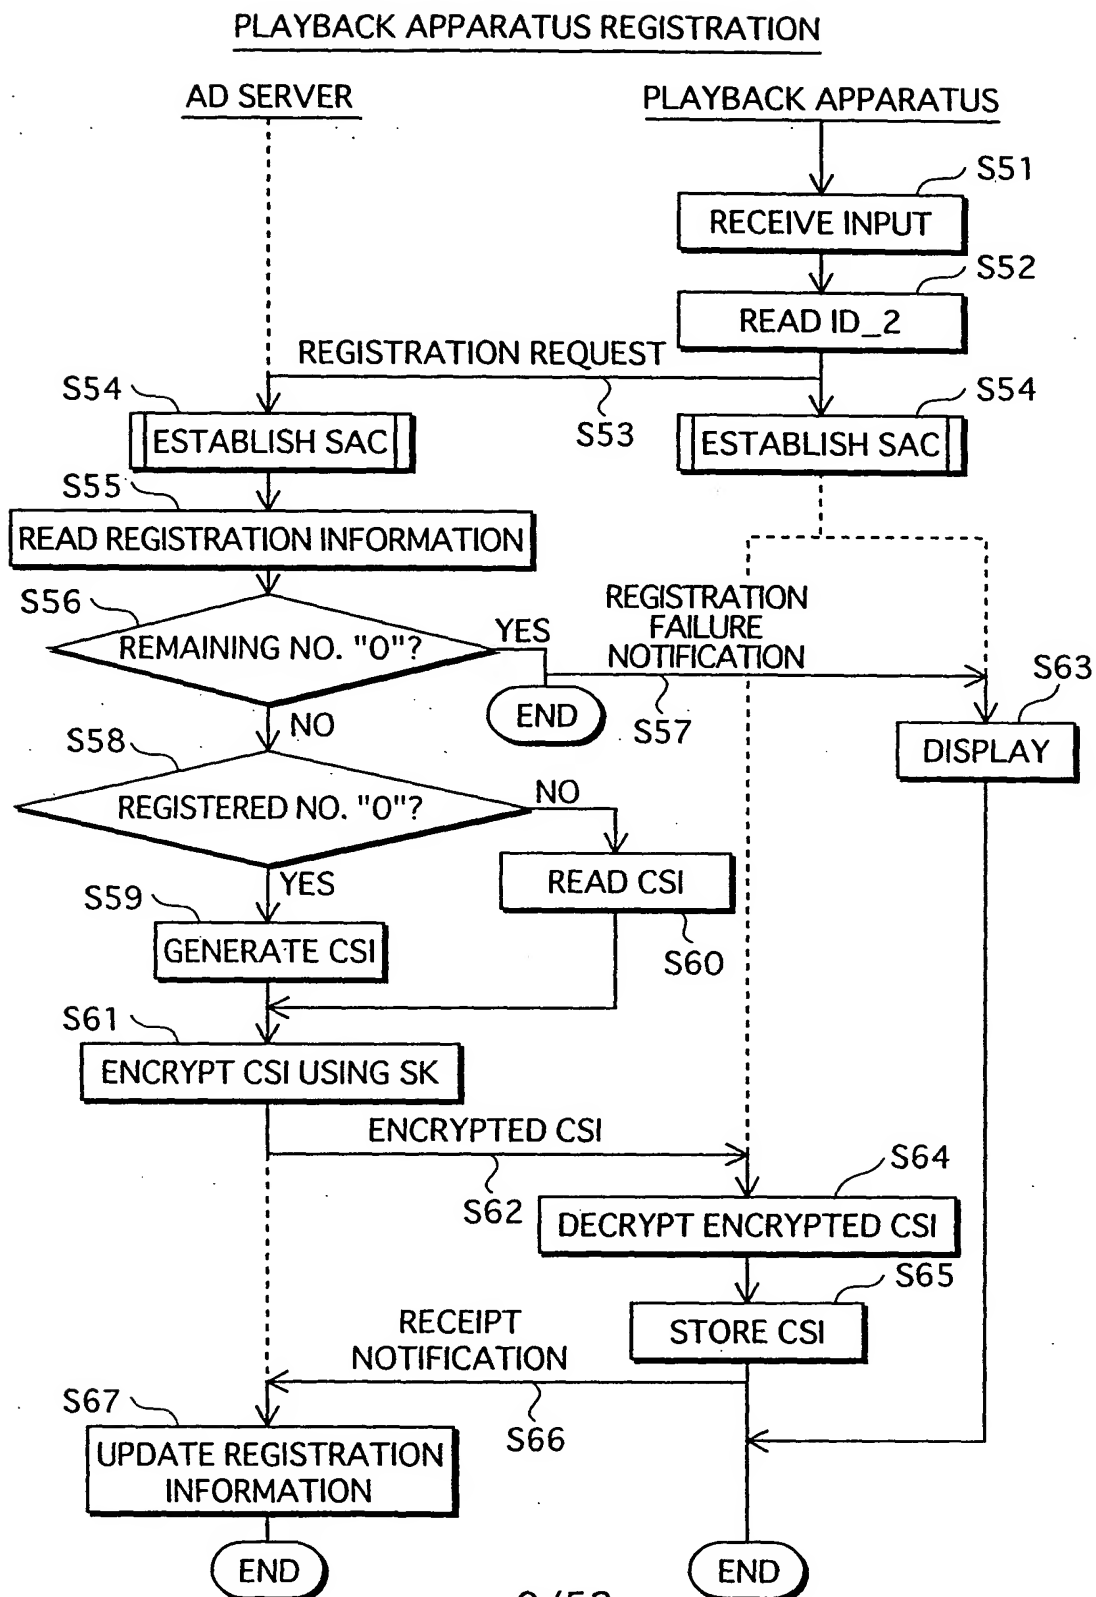 PLAYBACK APPARATUS REGISTRATION
AD SERVER
PLAYBACK APPARATUS
S51
RECEIVE INPUT
S52
READ ID_2
REGISTRATION REQUEST
S53
S54
ESTABLISH SAC
S54
ESTABLISH SAC
S55
READ REGISTRATION INFORMATION
S56
REMAINING NO. "0"?
YES
END
REGISTRATION
FAILURE
NOTIFICATION
S57
S63
DISPLAY
NO
S58
REGISTERED NO. "0"?
NO
READ CSI
S60
YES
S59
GENERATE CSI
S61
ENCRYPT CSI USING SK
ENCRYPTED CSI
S62
S64
DECRYPT ENCRYPTED CSI
S65
STORE CSI
RECEIPT
NOTIFICATION
S66
S67
UPDATE REGISTRATION
INFORMATION
END
END